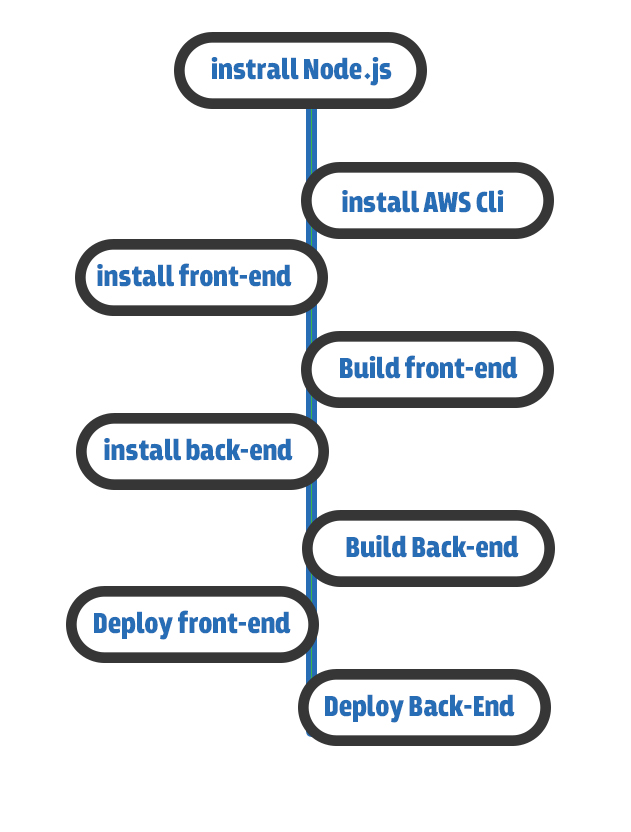 instrall Node.js
install AWS Cli
install front-end
Build front-end
install back-end
Build Back-end
Deploy front-end
Deploy Back-End